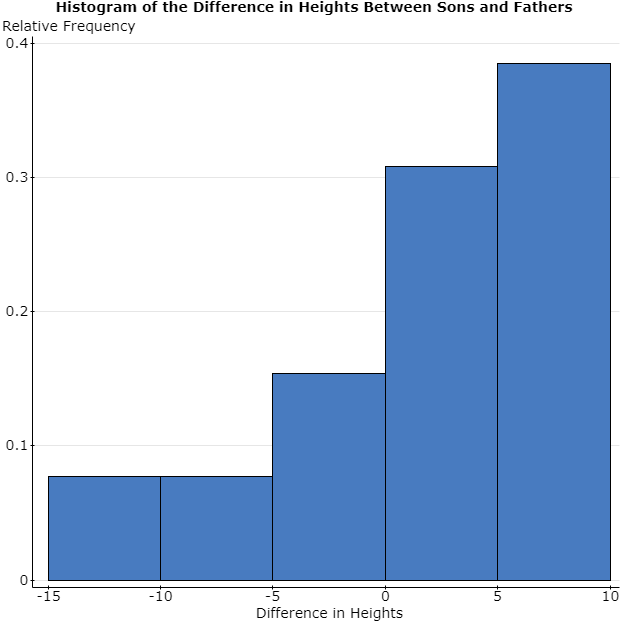 Histogram of the Difference in Heights Between Sons and Fathers
Relative Frequency
0.4
0.3
0.2
0.1
0
-15 -10 -5 0 5 10
Difference in Heights